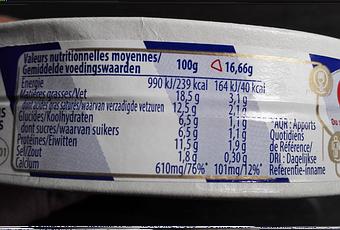 Valeurs nutritionnelles moyennes/
Gemiddelde voedingswaarden 100g 16,66g
Energie 990 kJ/239 kcal 164 kJ/40 kcal
Matières grasses/Vet 18,5 g 3,1 g
dont acides gras saturés/waarvan verzadigde vetzuren 12,5 g 2,1 g
Glucides/Koolhydraten 6,5 g 1,1 g
dont sucres/waarvan suikers 6,5 g 1,1 g
Protéines/Eiwitten 11,5 g 1,9 g
Sel/Zout 1,8 g 0,30 g
Calcium 610mg/76%* 101mg/12%*
*AQR : Apports
Quotidiens
de Référence/
DRI : Dagelijkse
Referentie-inname